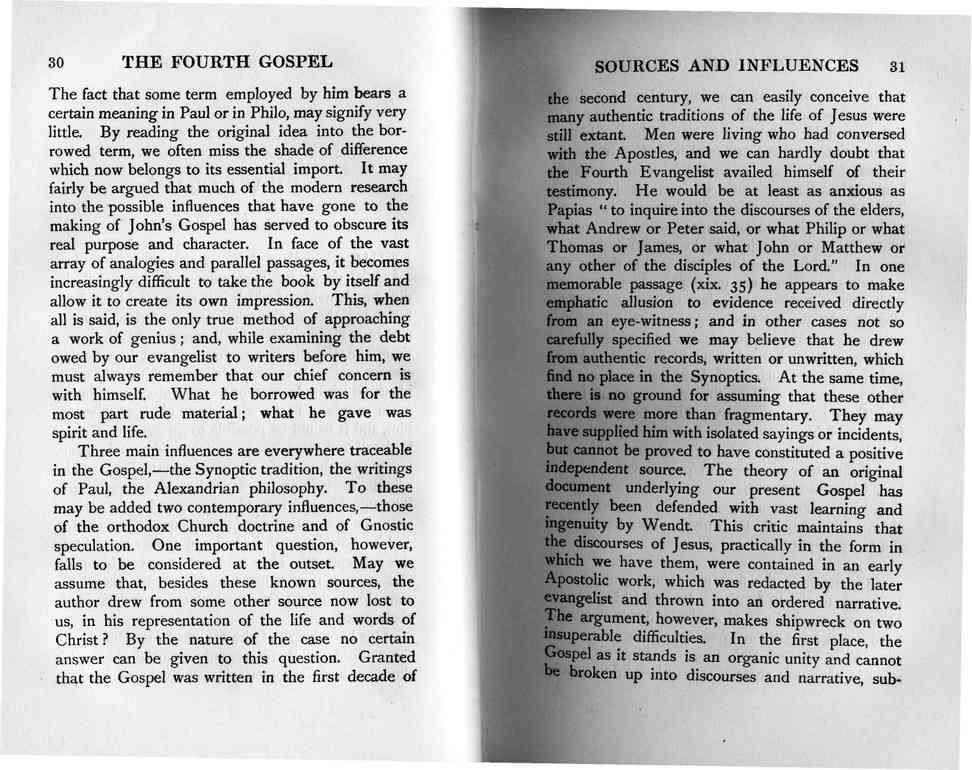 30 THE FOURTH GOSPEL
The fact that some term employed by him bears a
certain meaning in Paul or in Philo, may signify very
little. By reading the original idea into the bor-
rowed term, we often miss the shade of difference
which now belongs to its essential import. It may
fairly be argued that much of the modern research
into the possible influences that have gone to the
making of John's Gospel has served to obscure its
real purpose and character. In face of the vast
array of analogies and parallel passages, it becomes
increasingly difficult to take the book by itself and
allow it to create its own impression. This, when
all is said, is the only true method of approaching
a work of genius; and, while examining the debt
owed by our evangelist to writers before him, we
must always remember that our chief concern is
with himself. What he borrowed was for the
most part rude material; what he gave was
spirit and life.
Three main influences are everywhere traceable
in the Gospel,—the Synoptic tradition, the writings
of Paul, the Alexandrian philosophy. To these
may be added two contemporary influences,—those
of the orthodox Church doctrine and of Gnostic
speculation. One important question, however,
falls to be considered at the outset. May we
assume that, besides these known sources, the
author drew from some other source now lost to
us, in his representation of the life and words of
Christ? By the nature of the case no certain
answer can be given to this question. Granted
that the Gospel was written in the first decade of
SOURCES AND INFLUENCES 31
the second century, we can easily conceive that
many authentic traditions of the life of Jesus were
still extant. Men were living who had conversed
with the Apostles, and we can hardly doubt that
the Fourth Evangelist availed himself of their
testimony. He would be at least as anxious as
Papias "to inquire into the discourses of the elders,
what Andrew or Peter said, or what Philip or what
Thomas or James, or what John or Matthew or
any other of the disciples of the Lord." In one
memorable passage (xix. 35) he appears to make
emphatic allusion to evidence received directly
from an eye-witness; and in other cases not so
carefully specified we may believe that he drew
from authentic records, written or unwritten, which
find no place in the Synoptics. At the same time,
there is no ground for assuming that these other
records were more than fragmentary. They may
have supplied him with isolated sayings or incidents,
but cannot be proved to have constituted a positive
independent source. The theory of an original
document underlying our present Gospel has
recently been defended with vast learning and
ingenuity by Wendt. This critic maintains that
the discourses of Jesus, practically in the form in
which we have them, were contained in an early
Apostolic work, which was redacted by the later
evangelist and thrown into an ordered narrative.
The argument, however, makes shipwreck on two
insuperable difficulties. In the first place, the
Gospel as it stands is an organic unity and cannot
be broken up into discourses and narrative, sub-